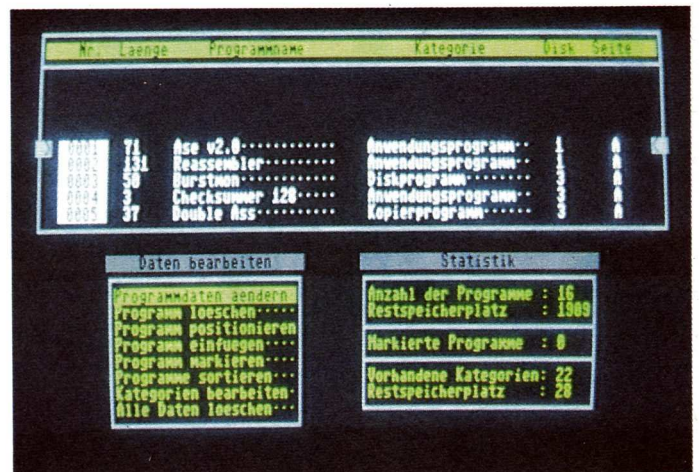 Nr. Laenge Programmname Kategorie Disk Seite
0001 71 Ase v2.0 Anwendungsprogramm 1 A
0002 131 Reassembler Anwendungsprogramm 1 A
0003 50 Burstmon Diskprogramm 3 A
0004 3 Checksummer 128 Anwendungsprogramm 3 A
0005 37 Double Ass Kopierprogramm 3 A
Daten bearbeiten
Programmdaten aendern
Programm loeschen
Programm positionieren
Programm einfuegen
Programm markieren
Programme sortieren
Kategorien bearbeiten
Alle Daten loeschen
Statistik
Anzahl der Programme : 16
Restspeicherplatz : 1909
Markierte Programme : 0
Vorhandene Kategorien: 22
Restspeicherplatz : 28